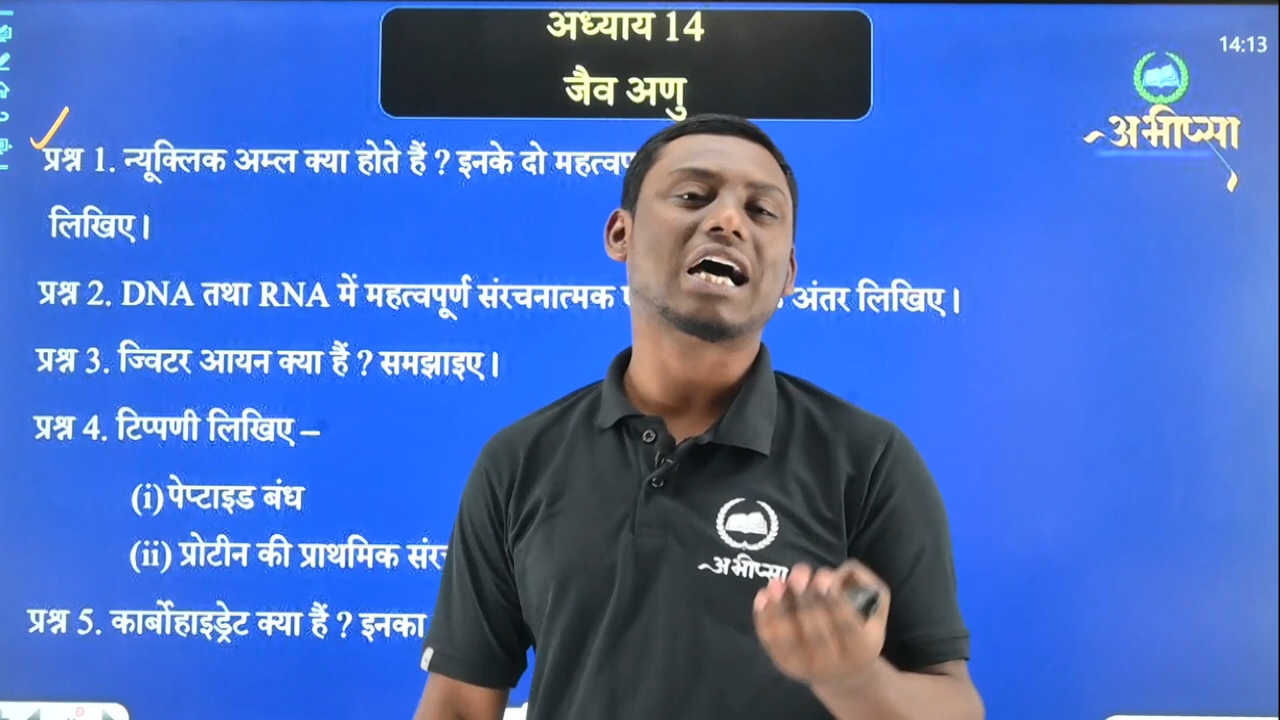 अध्याय 14
जैव अणु
14:13
अभीप्सा
प्रश्न 1. न्यूक्लिक अम्ल क्या होते हैं ? इनके दो
लिखिए।
प्रश्न 2. DNA तथा RNA में महत्वपूर्ण संरचनात्मक अंतर लिखिए।
प्रश्न 3. ज्विटर आयन क्या हैं ? समझाइए।
प्रश्न 4. टिप्पणी लिखिए –
(i) पेप्टाइड बंध
(ii) प्रोटीन की प्राथमिक
प्रश्न 5. कार्बोहाइड्रेट क्या हैं ? इनका
अभीप्सा